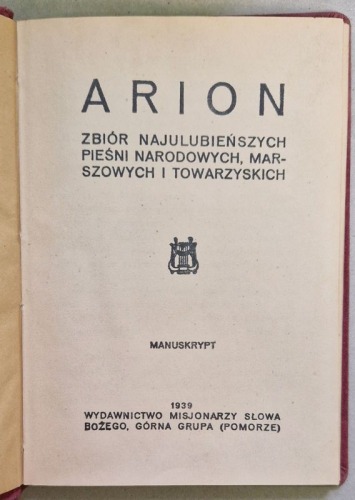 ARION
ZBIÓR NAJULUBIEŃSZYCH
PIEŚNI NARODOWYCH, MAR-
SZOWYCH I TOWARZYSKICH
MANUSKRYPT
1939
WYDAWNICTWO MISJONARZY SŁOWA
BOŻEGO, GÓRNA GRUPA (POMORZE)